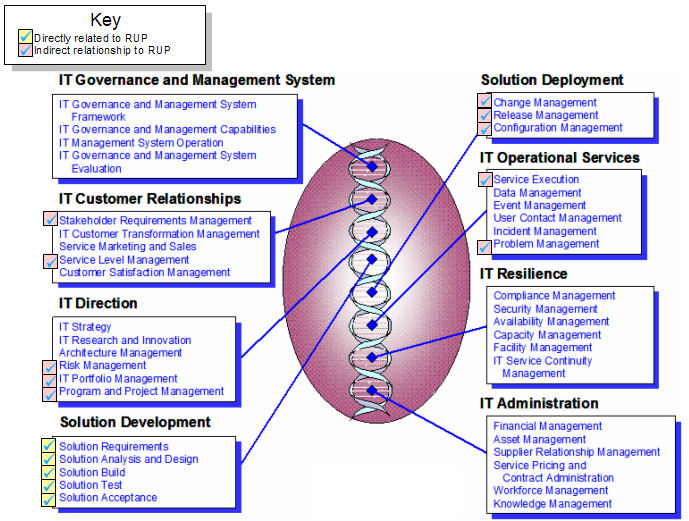 Key
Directly related to RUP
Indirect relationship to RUP
IT Governance and Management System
IT Governance and Management System
Framework
IT Governance and Management Capabilities
IT Management System Operation
IT Governance and Management System
Evaluation
IT Customer Relationships
Stakeholder Requirements Management
IT Customer Transformation Management
Service Marketing and Sales
Service Level Management
Customer Satisfaction Management
IT Direction
IT Strategy
IT Research and Innovation
Architecture Management
Risk Management
IT Portfolio Management
Program and Project Management
Solution Development
Solution Requirements
Solution Analysis and Design
Solution Build
Solution Test
Solution Acceptance
Solution Deployment
Change Management
Release Management
Configuration Management
IT Operational Services
Service Execution
Data Management
Event Management
User Contact Management
Incident Management
Problem Management
IT Resilience
Compliance Management
Security Management
Availability Management
Capacity Management
Facility Management
IT Service Continuity
Management
IT Administration
Financial Management
Asset Management
Supplier Relationship Management
Service Pricing and
Contract Administration
Workforce Management
Knowledge Management